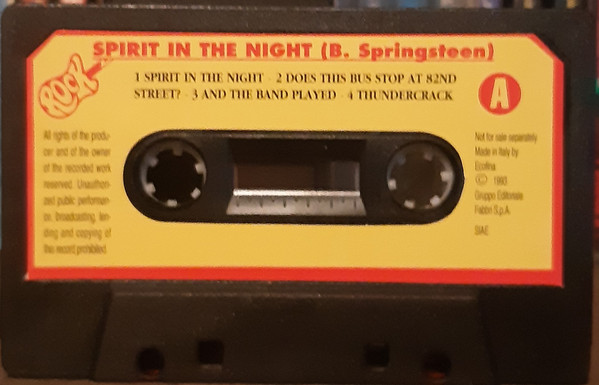 SPIRIT IN THE NIGHT (B. Springsteen)
ROCK
1 SPIRIT IN THE NIGHT - 2 DOES THIS BUS STOP AT 82ND
STREET? - 3 AND THE BAND PLAYED - 4 THUNDERCRACK
A
All rights of the produ-
cer and of the owner
of the recorded work
reserved. Unauthori-
zed public performan-
ce, broadcasting, len-
ding and copying of
this record prohibited.
Not for sale separately.
Made in Italy by
Ecofina.
© 1993
Gruppo Editoriale
Fabbri S.p.A.
SIAE